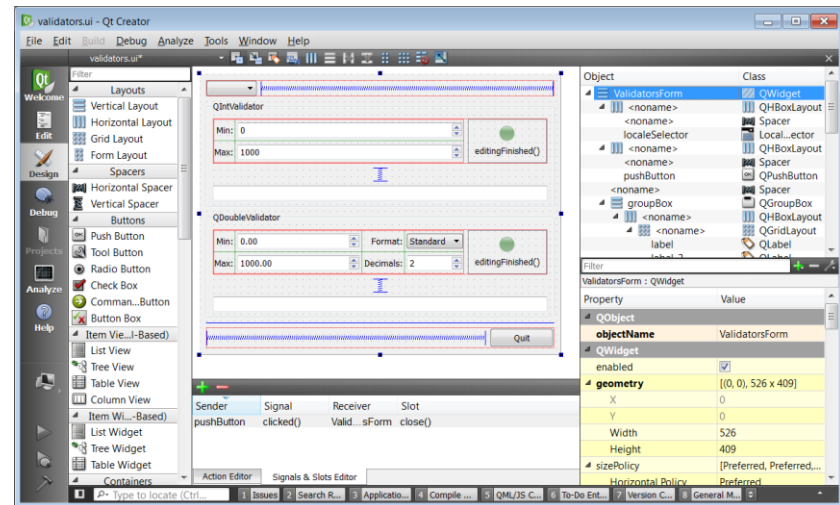 validators.ui - Qt Creator
File Edit Build Debug Analyze Tools Window Help
validators.ui*
Welcome
Edit
Design
Debug
Projects
Analyze
Help
Filter
Layouts
Vertical Layout
Horizontal Layout
Grid Layout
Form Layout
Spacers
Horizontal Spacer
Vertical Spacer
Buttons
Push Button
Tool Button
Radio Button
Check Box
Comman...Button
Button Box
Item Vie...l-Based)
List View
Tree View
Table View
Column View
Item Wi...-Based)
List Widget
Tree Widget
Table Widget
Containers
QIntValidator
Min: 0
Max: 1000
editingFinished()
QDoubleValidator
Min: 0.00 Format: Standard
Max: 1000.00 Decimals: 2 editingFinished()
Quit
Sender Signal Receiver Slot
pushButton clicked() Valid...sForm close()
Action Editor Signals & Slots Editor
Object Class
ValidatorsForm QWidget
<noname> QHBoxLayout
<noname> Spacer
localeSelector Local...ector
<noname> QHBoxLayout
<noname> Spacer
pushButton QPushButton
<noname> Spacer
groupBox QGroupBox
<noname> QHBoxLayout
<noname> QGridLayout
label QLabel
label_2 QLabel
Filter
ValidatorsForm : QWidget
Property Value
QObject
objectName ValidatorsForm
QWidget
enabled
geometry [(0, 0), 526 x 409]
X 0
Y 0
Width 526
Height 409
sizePolicy [Preferred, Preferred,...
Horizontal Policy Preferred
Type to locate (Ctrl... 1 Issues 2 Search R... 3 Applicatio... 4 Compile ... 5 QML/JS C... 6 To-Do Ent... 7 Version C... 8 General M...